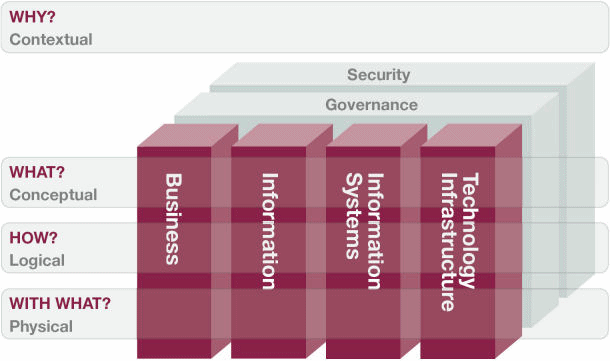 WHY?
Contextual
Security
Governance
WHAT?
Conceptual
HOW?
Logical
WITH WHAT?
Physical
Business
Information
Information
Systems
Technology
Infrastructure